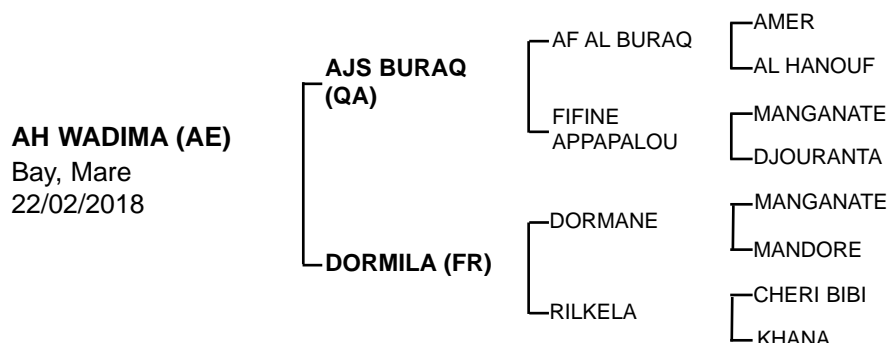 AH WADIMA (AE)
Bay, Mare
22/02/2018
AJS BURAQ
(QA)
DORMILA (FR)
AF AL BURAQ
FIFINE
APPAPALOU
DORMANE
RILKELA
AMER
AL HANOUF
MANGANATE
DJOURANTA
MANGANATE
MANDORE
CHERI BIBI
KHANA